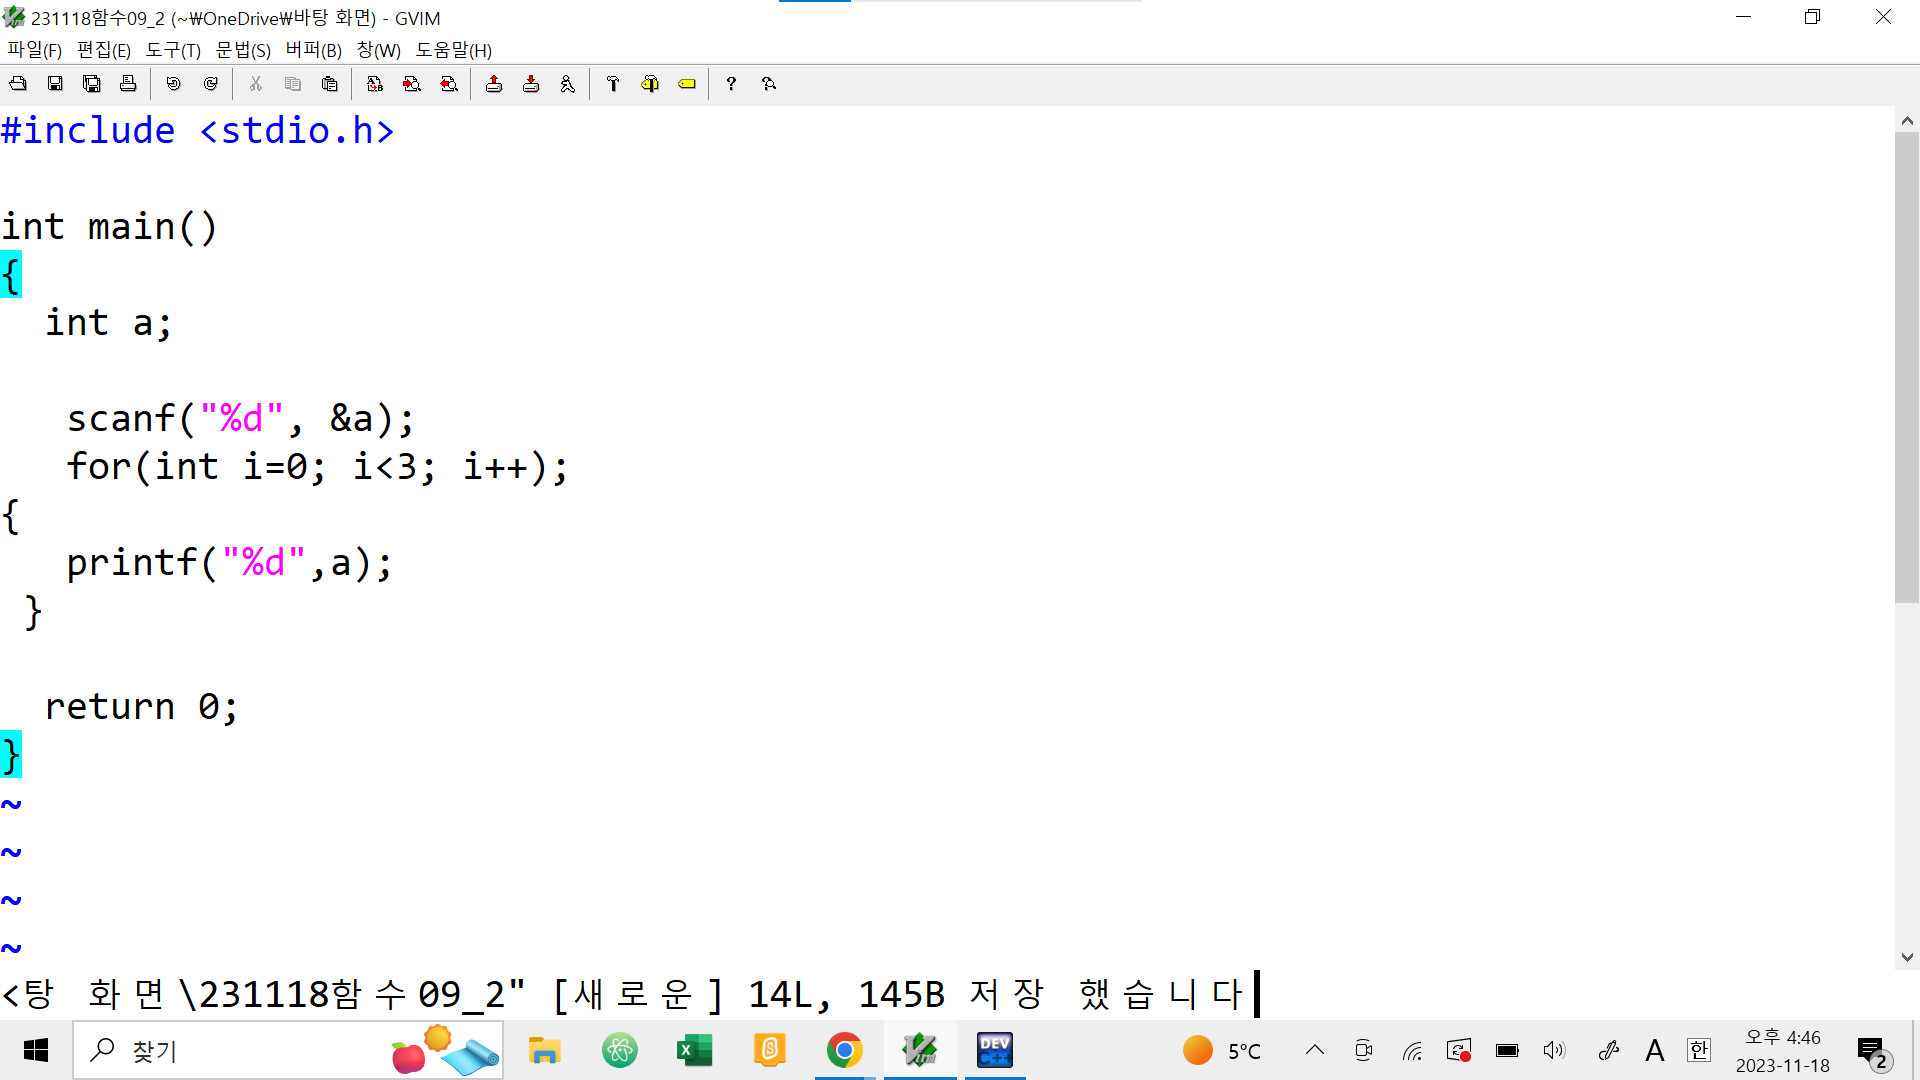 231118함수09_2 (~₩OneDrive₩바탕 화면) - GVIM
파일(F) 편집(E) 도구(T) 문법(S) 버퍼(B) 창(W) 도움말(H)
#include <stdio.h>
int main()
{
int a;
scanf("%d", &a);
for(int i=0; i<3; i++);
{
printf("%d",a);
}
return 0;
}
~
~
~
~
<탕 화면\231118함수09_2" [새로운] 14L, 145B 저장 했습니다
찾기
DEV C++
5°C
A
한
오후 4:46
2023-11-18
2